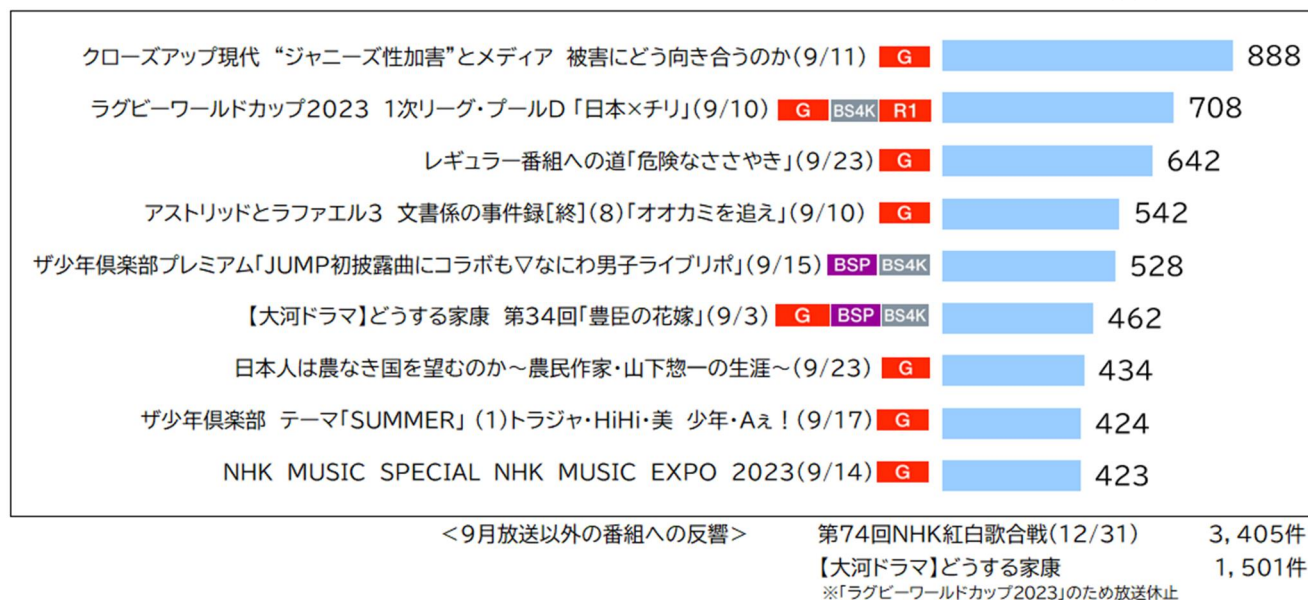 クローズアップ現代 “ジャニーズ性加害”とメディア 被害にどう向き合うのか(9/11) G 888
ラグビーワールドカップ2023 1次リーグ・プールD「日本×チリ」(9/10) G BS4K R1 708
レギュラー番組への道「危険なささやき」(9/23) G 642
アストリッドとラファエル3 文書係の事件録[終](8)「オオカミを追え」(9/10) G 542
ザ少年倶楽部プレミアム「JUMP初披露曲にコラボも▽なにわ男子ライブリポ」(9/15) BSP BS4K 528
【大河ドラマ】どうする家康 第34回「豊臣の花嫁」(9/3) G BSP BS4K 462
日本人は農なき国を望むのか～農民作家・山下惣一の生涯～(9/23) G 434
ザ少年倶楽部 テーマ「SUMMER」 (1)トラジャ・HiHi・美 少年・Aぇ！(9/17) G 424
NHK MUSIC SPECIAL NHK MUSIC EXPO 2023(9/14) G 423
＜9月放送以外の番組への反響＞ 第74回NHK紅白歌合戦(12/31) 3,405件
【大河ドラマ】どうする家康 1,501件
※「ラグビーワールドカップ2023」のため放送休止